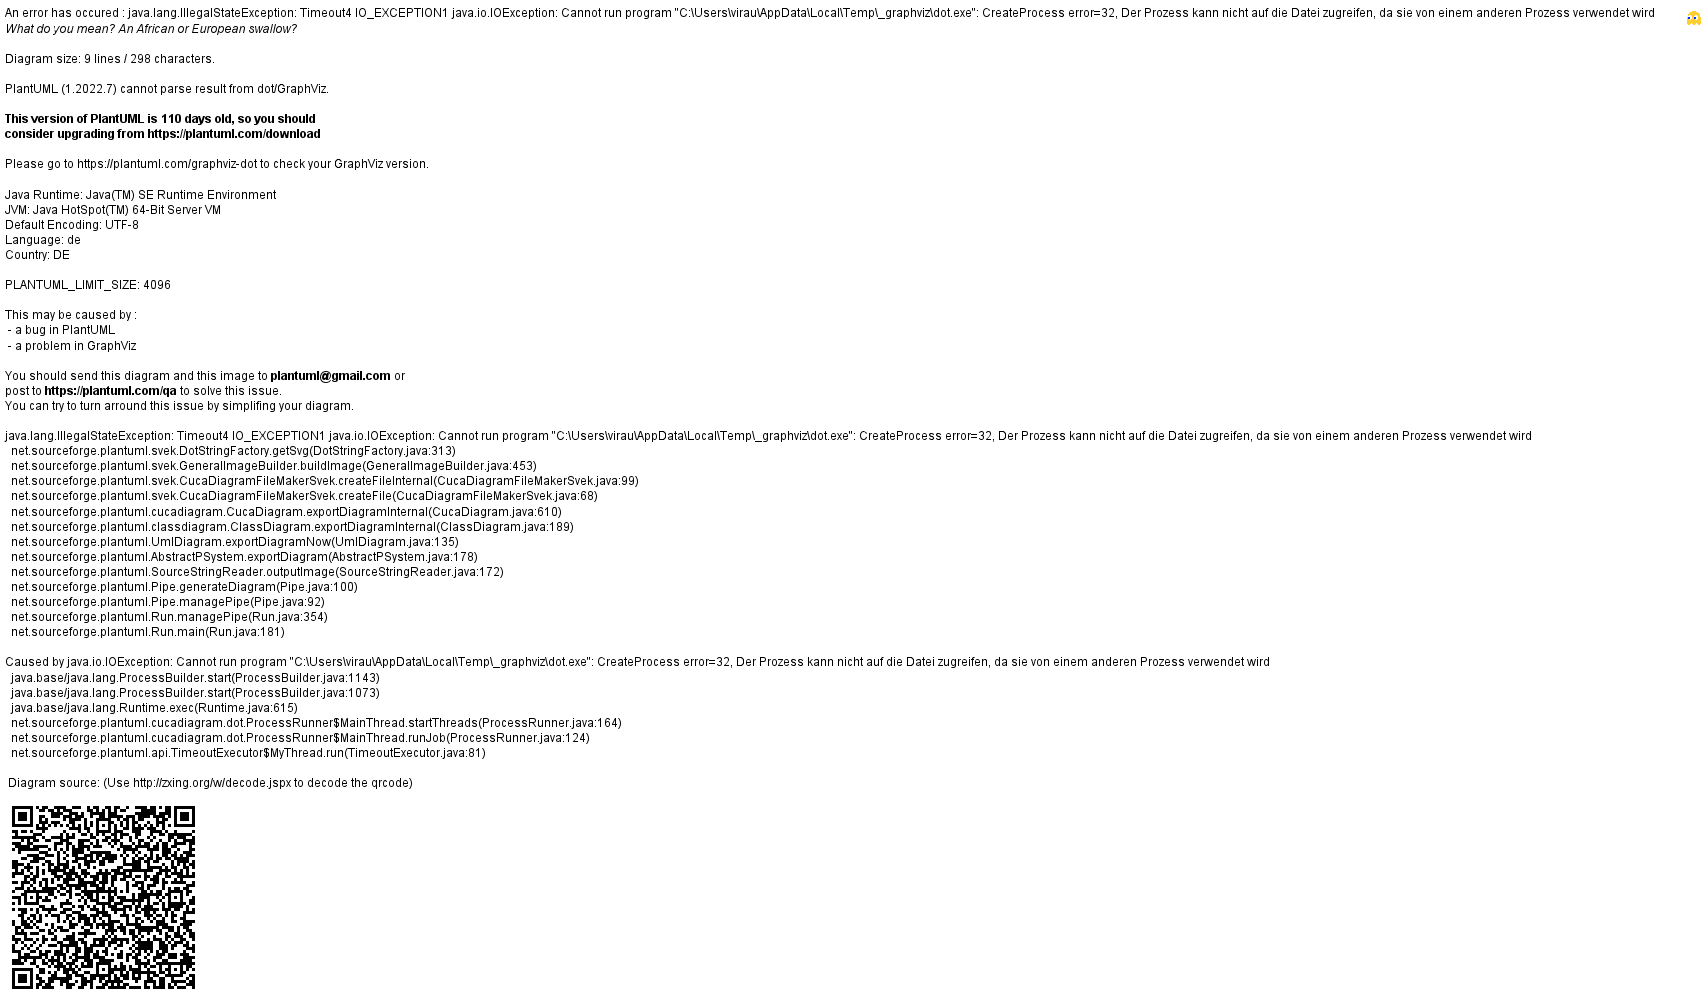 An error has occured : java.lang.IllegalStateException: Timeout4 IO_EXCEPTION1 java.io.IOException: Cannot run program "C:\Users\virau\AppData\Local\Temp\_graphviz\dot.exe": CreateProcess error=32, Der Prozess kann nicht auf die Datei zugreifen, da sie von einem anderen Prozess verwendet wird
What do you mean? An African or European swallow?
Diagram size: 9 lines / 298 characters.
PlantUML (1.2022.7) cannot parse result from dot/GraphViz.
This version of PlantUML is 110 days old, so you should
consider upgrading from https://plantuml.com/download
Please go to https://plantuml.com/graphviz-dot to check your GraphViz version.
Java Runtime: Java(TM) SE Runtime Environment
JVM: Java HotSpot(TM) 64-Bit Server VM
Default Encoding: UTF-8
Language: de
Country: DE
PLANTUML_LIMIT_SIZE: 4096
This may be caused by :
- a bug in PlantUML
- a problem in GraphViz
You should send this diagram and this image to plantuml@gmail.com or
post to https://plantuml.com/qa to solve this issue.
You can try to turn arround this issue by simplifing your diagram.
java.lang.IllegalStateException: Timeout4 IO_EXCEPTION1 java.io.IOException: Cannot run program "C:\Users\virau\AppData\Local\Temp\_graphviz\dot.exe": CreateProcess error=32, Der Prozess kann nicht auf die Datei zugreifen, da sie von einem anderen Prozess verwendet wird
net.sourceforge.plantuml.svek.DotStringFactory.getSvg(DotStringFactory.java:313)
net.sourceforge.plantuml.svek.GeneralImageBuilder.buildImage(GeneralImageBuilder.java:453)
net.sourceforge.plantuml.svek.CucaDiagramFileMakerSvek.createFileInternal(CucaDiagramFileMakerSvek.java:99)
net.sourceforge.plantuml.svek.CucaDiagramFileMakerSvek.createFile(CucaDiagramFileMakerSvek.java:68)
net.sourceforge.plantuml.cucadiagram.CucaDiagram.exportDiagramInternal(CucaDiagram.java:610)
net.sourceforge.plantuml.classdiagram.ClassDiagram.exportDiagramInternal(ClassDiagram.java:189)
net.sourceforge.plantuml.UmlDiagram.exportDiagramNow(UmlDiagram.java:135)
net.sourceforge.plantuml.AbstractPSystem.exportDiagram(AbstractPSystem.java:178)
net.sourceforge.plantuml.SourceStringReader.outputImage(SourceStringReader.java:172)
net.sourceforge.plantuml.Pipe.generateDiagram(Pipe.java:100)
net.sourceforge.plantuml.Pipe.managePipe(Pipe.java:92)
net.sourceforge.plantuml.Run.managePipe(Run.java:354)
net.sourceforge.plantuml.Run.main(Run.java:181)
Caused by java.io.IOException: Cannot run program "C:\Users\virau\AppData\Local\Temp\_graphviz\dot.exe": CreateProcess error=32, Der Prozess kann nicht auf die Datei zugreifen, da sie von einem anderen Prozess verwendet wird
java.base/java.lang.ProcessBuilder.start(ProcessBuilder.java:1143)
java.base/java.lang.ProcessBuilder.start(ProcessBuilder.java:1073)
java.base/java.lang.Runtime.exec(Runtime.java:615)
net.sourceforge.plantuml.cucadiagram.dot.ProcessRunner$MainThread.startThreads(ProcessRunner.java:164)
net.sourceforge.plantuml.cucadiagram.dot.ProcessRunner$MainThread.runJob(ProcessRunner.java:124)
net.sourceforge.plantuml.api.TimeoutExecutor$MyThread.run(TimeoutExecutor.java:81)
Diagram source: (Use http://zxing.org/w/decode.jspx to decode the qrcode)